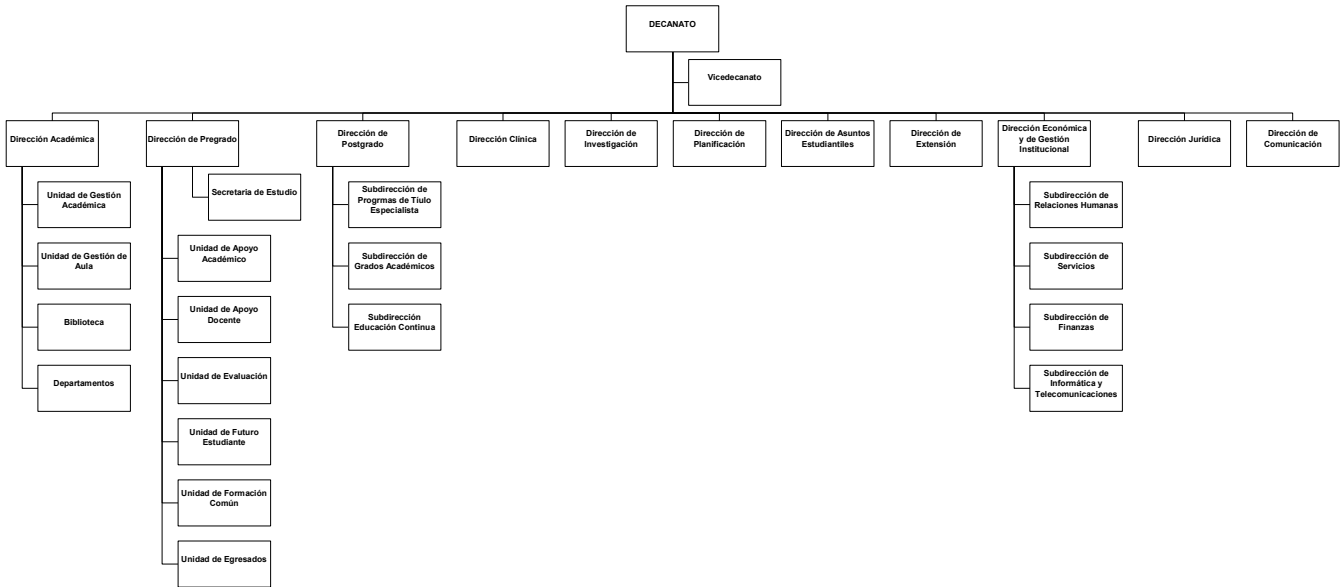 DECANATO
Vicedecanato
Dirección Académica
Dirección de Pregrado
Dirección de
Postgrado
Dirección Clínica
Dirección de
Investigación
Dirección de
Planificación
Dirección de Asuntos
Estudiantiles
Dirección de
Extensión
Dirección Económica
y de Gestión
Institucional
Dirección Jurídica
Dirección de
Comunicación
Unidad de Gestión
Académica
Unidad de Gestión de
Aula
Biblioteca
Departamentos
Secretaria de Estudio
Unidad de Apoyo
Académico
Unidad de Apoyo
Docente
Unidad de Evaluación
Unidad de Futuro
Estudiante
Unidad de Formación
Común
Unidad de Egresados
Subdirección de
Progrmas de Tíulo
Especialista
Subdirección de
Grados Académicos
Subdirección
Educación Continua
Subdirección de
Relaciones Humanas
Subdirección de
Servicios
Subdirección de
Finanzas
Subdirección de
Informática y
Telecomunicaciones